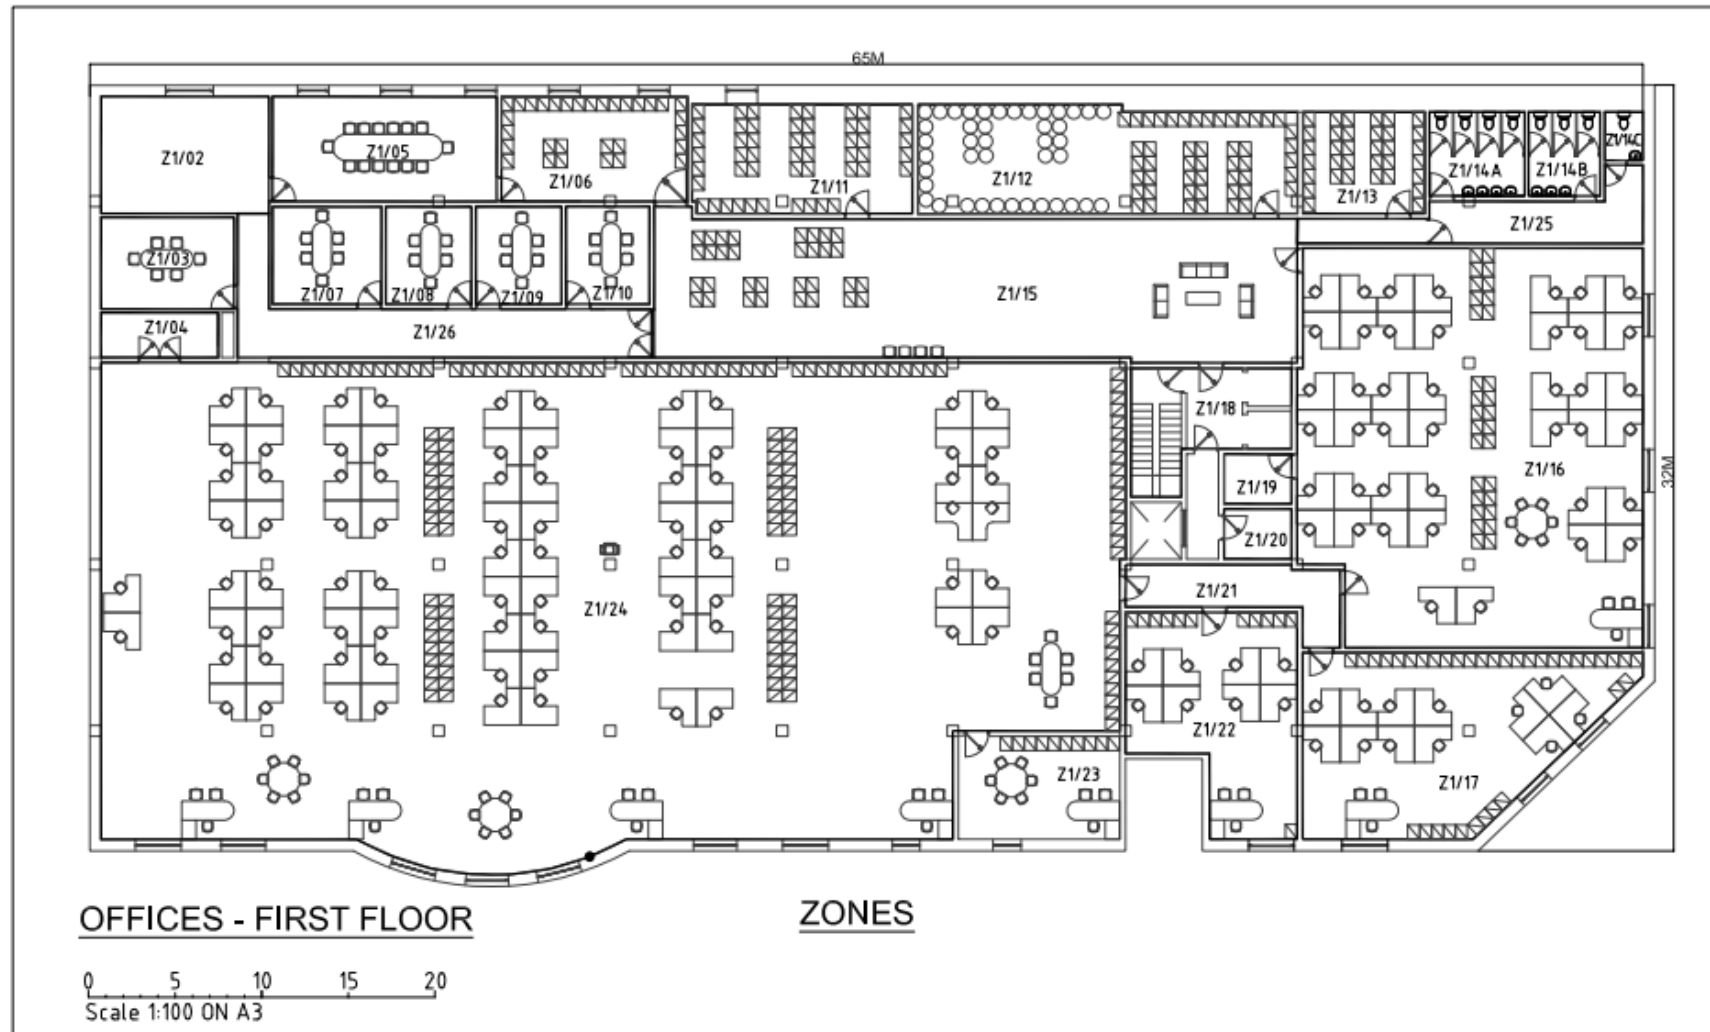 65M
Z1/02
Z1/05
Z1/06
Z1/11
Z1/12
Z1/13
Z1/14A
Z1/14B
Z1/14C
Z1/25
Z1/03
Z1/07
Z1/08
Z1/09
Z1/10
Z1/15
Z1/04
Z1/26
Z1/18
Z1/16
32M
Z1/19
Z1/20
Z1/24
Z1/21
Z1/22
Z1/23
Z1/17
OFFICES - FIRST FLOOR
ZONES
0 5 10 15 20
Scale 1:100 ON A3